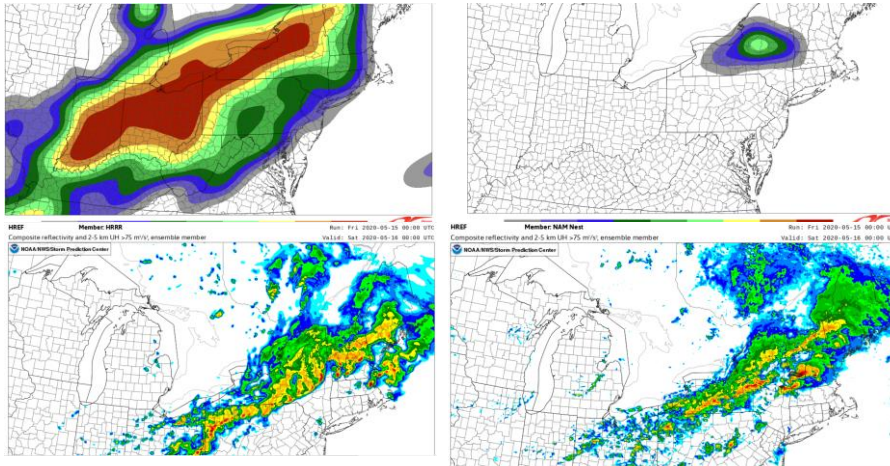 HREF Member: HRRR Run: Fri 2020-05-15 00:00 UTC
Composite reflectivity and 2-5 km UH >75 m²/s², ensemble member Valid: Sat 2020-05-16 00:00 UTC
NOAA/NWS/Storm Prediction Center
HREF Member: NAM Nest Run: Fri 2020-05-15 00:00 U
Composite reflectivity and 2-5 km UH >75 m²/s², ensemble member Valid: Sat 2020-05-16 00:00 U
NOAA/NWS/Storm Prediction Center